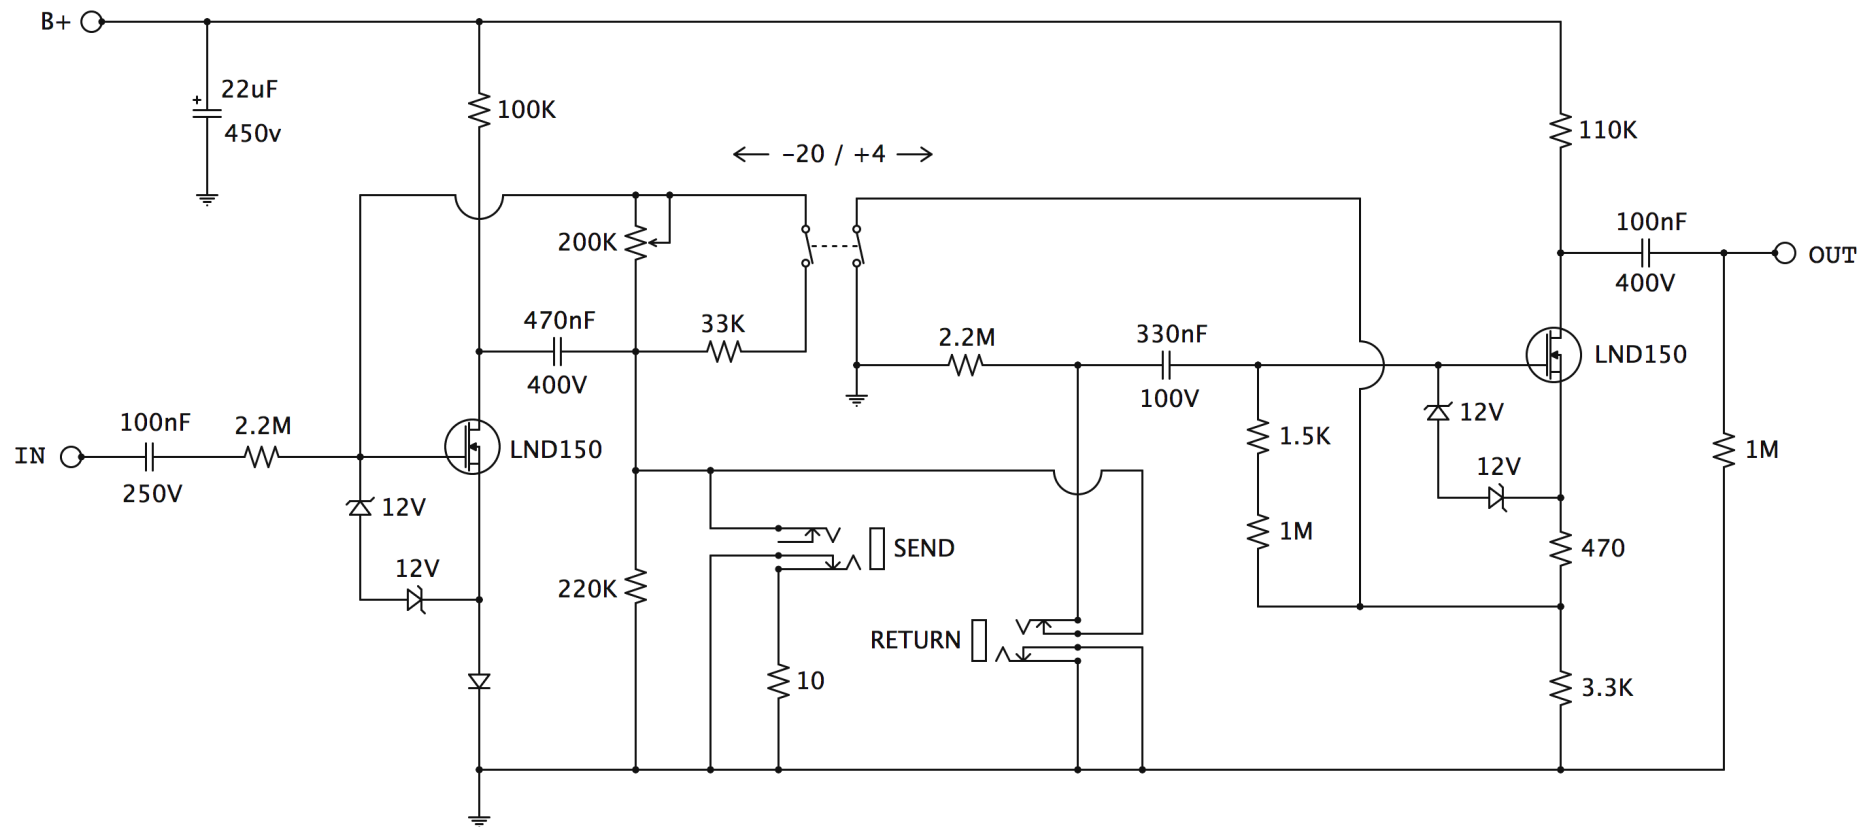 B+
22uF
450v
100K
-20 / +4
110K
200K
100nF
OUT
400V
470nF
33K
400V
2.2M
330nF
100V
LND150
100nF
2.2M
IN
250V
LND150
12V
1.5K
12V
1M
12V
12V
SEND
1M
470
220K
RETURN
10
3.3K